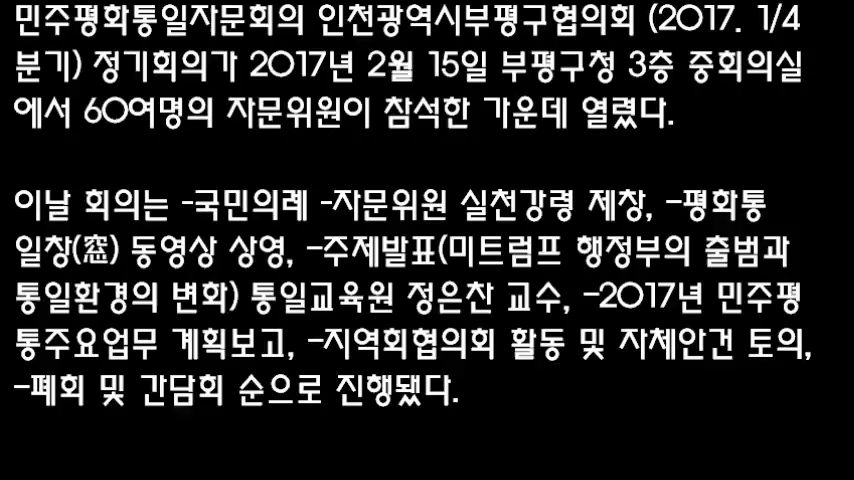 민주평화통일자문회의 인천광역시부평구협의회 (2017. 1/4
분기) 정기회의가 2017년 2월 15일 부평구청 3층 중회의실
에서 60여명의 자문위원이 참석한 가운데 열렸다.
이날 회의는 -국민의례 -자문위원 실천강령 제창, -평화통
일창(窓) 동영상 상영, -주제발표(미트럼프 행정부의 출범과
통일환경의 변화) 통일교육원 정은찬 교수, -2017년 민주평
통주요업무 계획보고, -지역회협의회 활동 및 자체안건 토의,
-폐회 및 간담회 순으로 진행됐다.